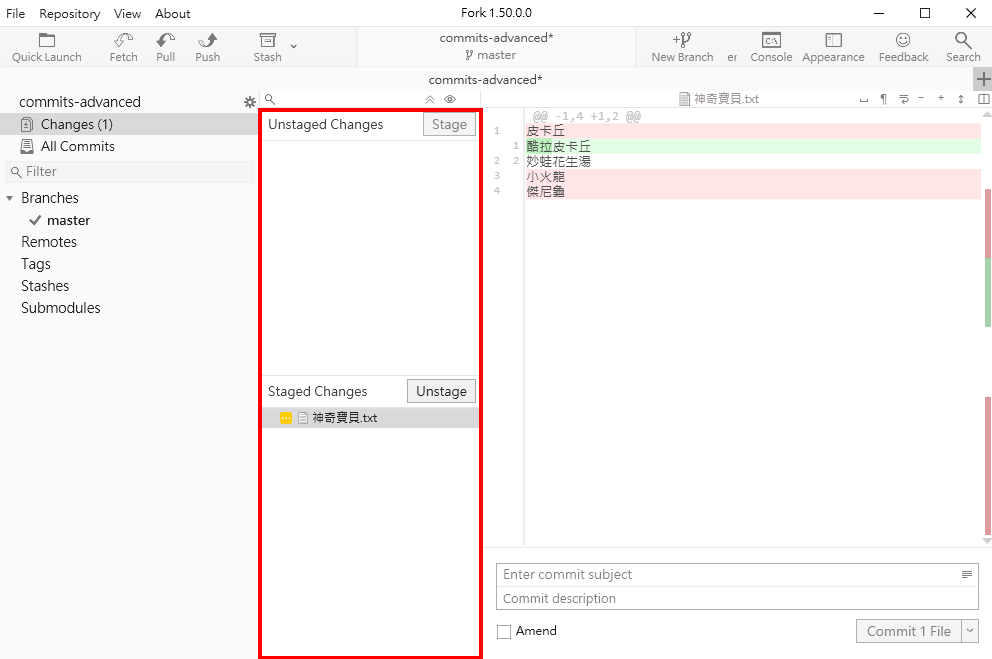 File Repository View About
Fork 1.50.0.0
Quick Launch
Fetch
Pull
Push
Stash
commits-advanced*
master
New Branch
er
Console
Appearance
Feedback
Search
commits-advanced*
commits-advanced
Changes (1)
All Commits
Filter
Branches
master
Remotes
Tags
Stashes
Submodules
Unstaged Changes
Stage
Staged Changes
Unstage
神奇寶貝.txt
神奇寶貝.txt
@@ -1,4 +1,2 @@
1 皮卡丘
1 酷拉皮卡丘
2 2 妙蛙花生湯
3 小火龍
4 傑尼龜
Enter commit subject
Commit description
Amend
Commit 1 File